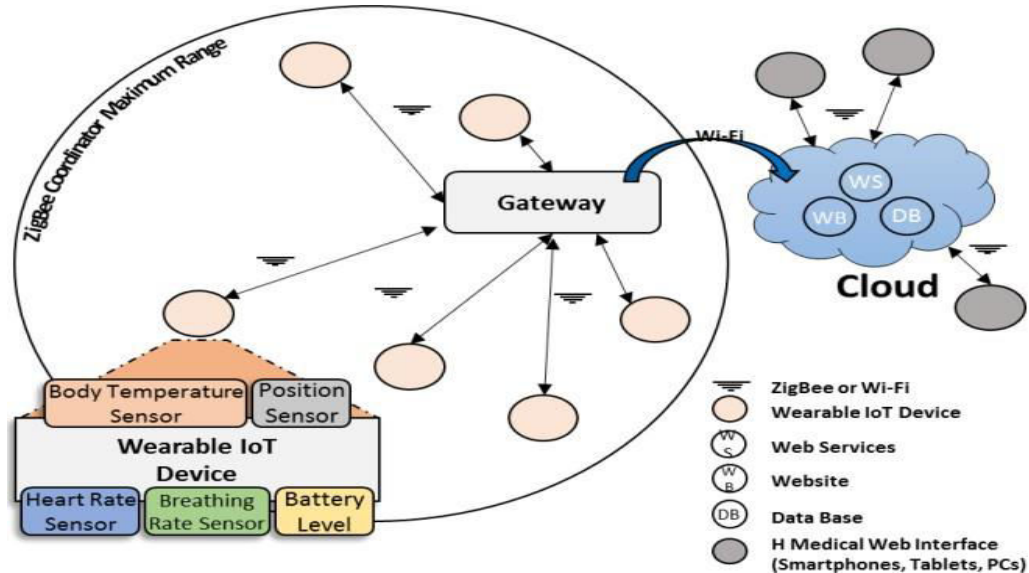 ZigBee Coordinator Maximum Range
Wi-Fi
Gateway
WS
WB
DB
Cloud
Body Temperature
Sensor
Position
Sensor
Wearable IoT
Device
Heart Rate
Sensor
Breathing
Rate Sensor
Battery
Level
ZigBee or Wi-Fi
Wearable IoT Device
W
S
Web Services
W
B
Website
DB
Data Base
H Medical Web Interface
(Smartphones, Tablets, PCs)